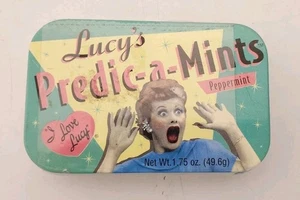 Lucy's
Predic-a-Mints
Peppermint
I Love
Lucy
Net Wt. 1.75 oz. (49.6g)